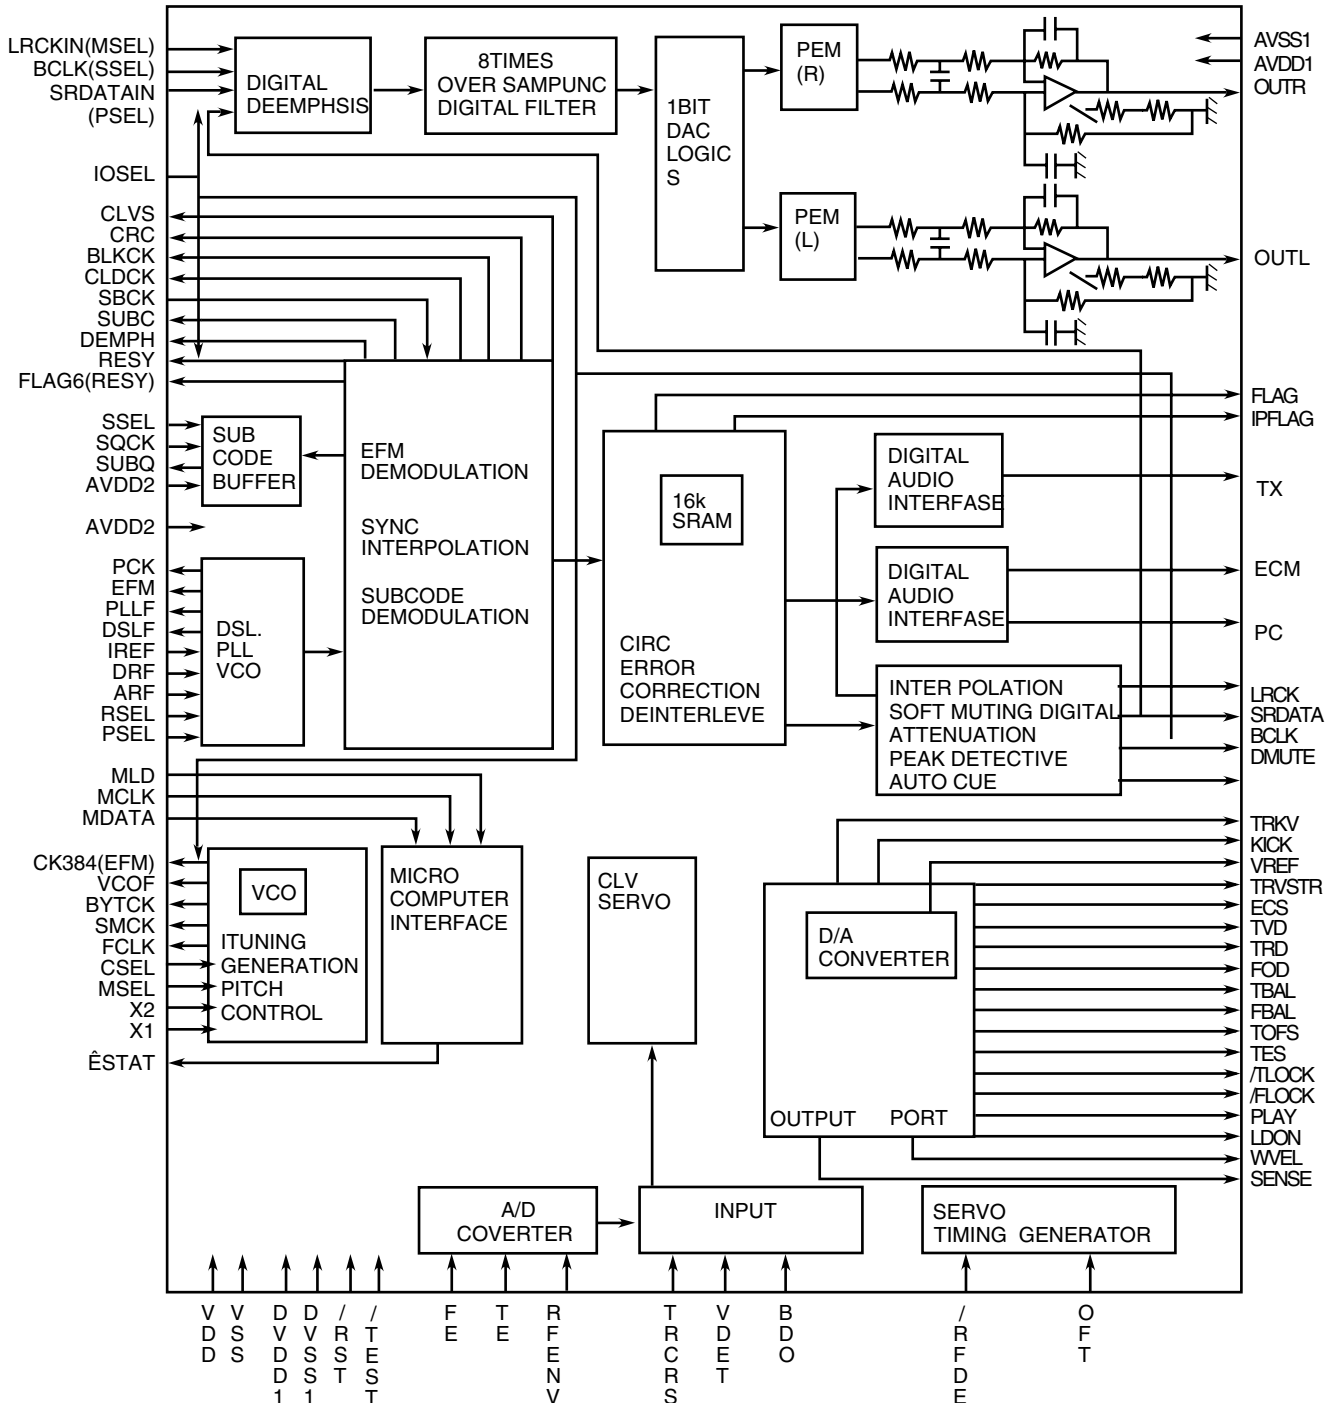 LRCKIN(MSEL)
BCLK(SSEL)
SRDATAIN
(PSEL)
IOSEL
CLVS
CRC
BLKCK
CLDCK
SBCK
SUBC
DEMPH
RESY
FLAG6(RESY)
SSEL
SQCK
SUBQ
AVDD2
AVDD2
PCK
EFM
PLLF
DSLF
IREF
DRF
ARF
RSEL
PSEL
MLD
MCLK
MDATA
CK384(EFM)
VCOF
BYTCK
SMCK
FCLK
CSEL
MSEL
X2
X1
ÊSTAT
DIGITAL
DEEMPHSIS
8TIMES
OVER SAMPUNC
DIGITAL FILTER
1BIT
DAC
LOGIC
S
PEM
(R)
PEM
(L)
SUB
CODE
BUFFER
EFM
DEMODULATION
SYNC
INTERPOLATION
SUBCODE
DEMODULATION
DSL.
PLL
VCO
16k
SRAM
CIRC
ERROR
CORRECTION
DEINTERLEVE
DIGITAL
AUDIO
INTERFASE
DIGITAL
AUDIO
INTERFASE
INTER POLATION
SOFT MUTING DIGITAL
ATTENUATION
PEAK DETECTIVE
AUTO CUE
VCO
ITUNING
GENERATION
PITCH
CONTROL
MICRO
COMPUTER
INTERFACE
CLV
SERVO
D/A
CONVERTER
OUTPUT PORT
A/D
COVERTER
INPUT
SERVO
TIMING GENERATOR
AVSS1
AVDD1
OUTR
OUTL
FLAG
IPFLAG
TX
ECM
PC
LRCK
SRDATA
BCLK
DMUTE
TRKV
KICK
VREF
TRVSTR
ECS
TVD
TRD
FOD
TBAL
FBAL
TOFS
TES
/TLOCK
/FLOCK
PLAY
LDON
WVEL
SENSE
VDD
VSS
DVDD1
DVSS1
/RST
/TEST
FE
TE
RFENV
TRCRS
VDET
BDO
/RFDE
OFT